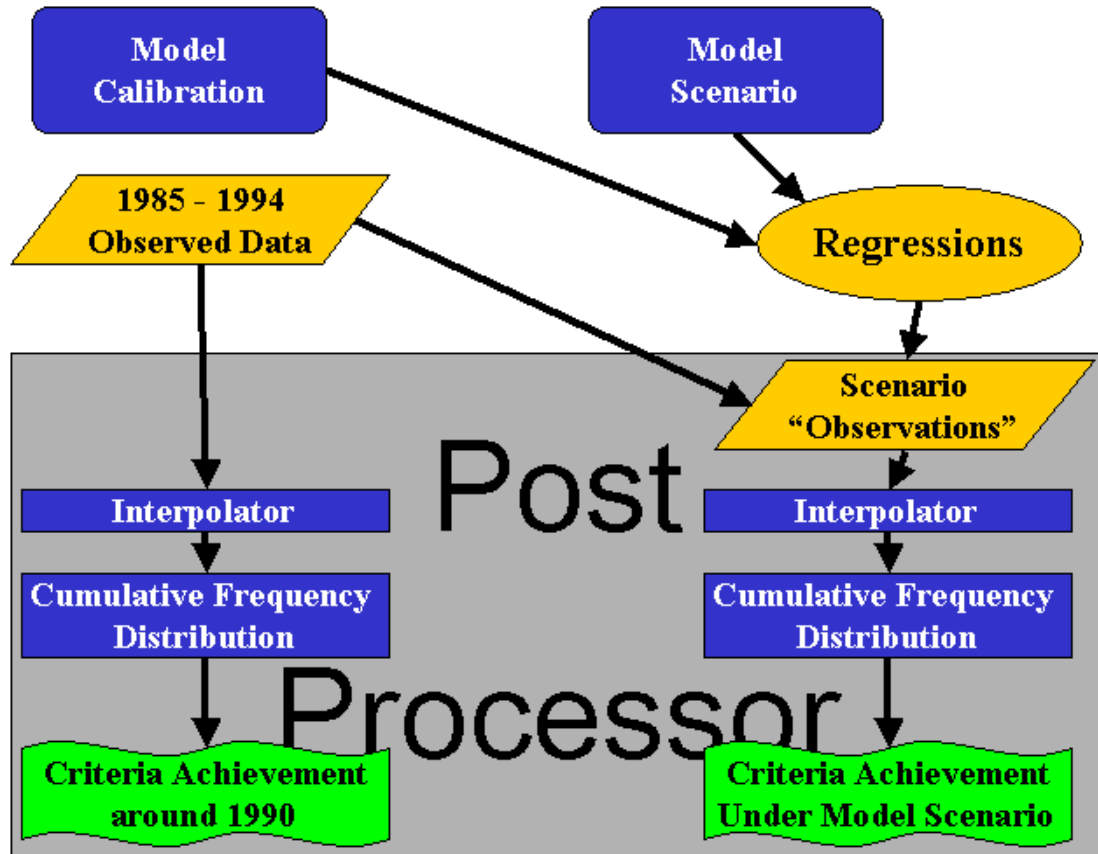 Model
Calibration
Model
Scenario
1985 - 1994
Observed Data
Regressions
Scenario
“Observations”
Post
Interpolator
Interpolator
Cumulative Frequency
Distribution
Cumulative Frequency
Distribution
Processor
Criteria Achievement
around 1990
Criteria Achievement
Under Model Scenario